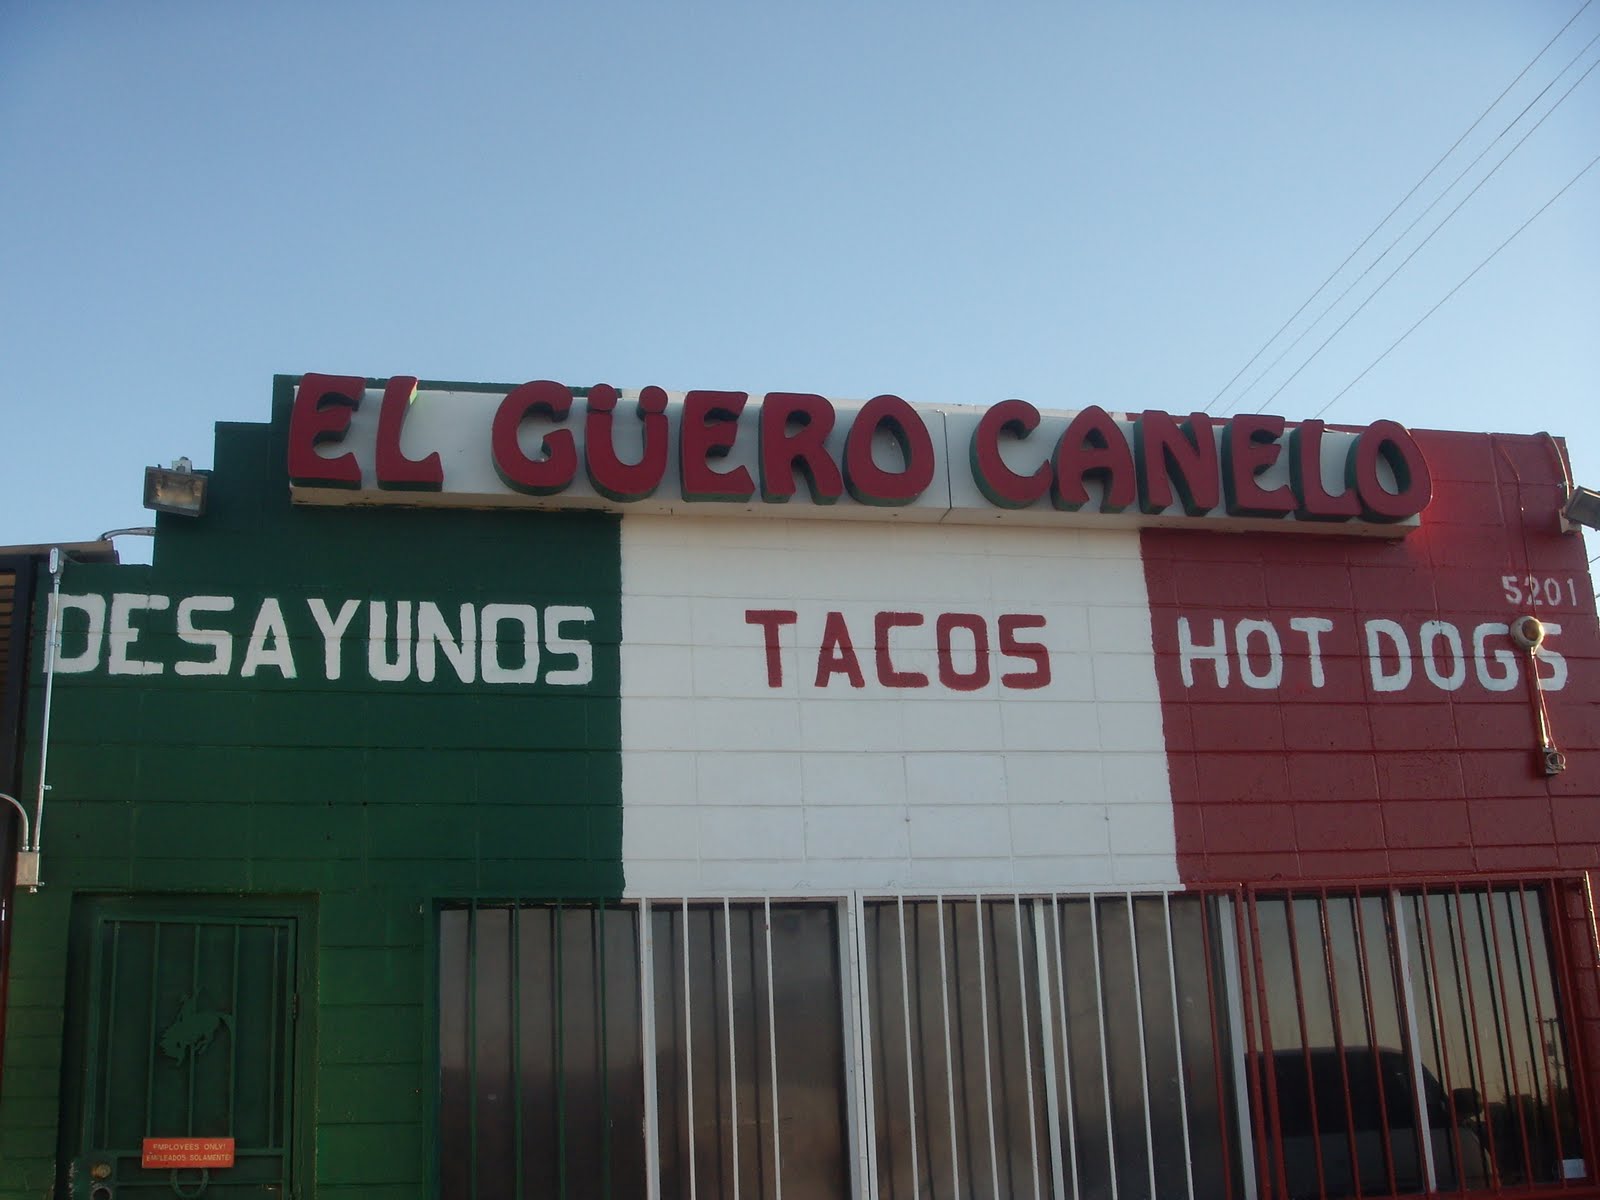 EL GÜERO CANELO
5201
DESAYUNOS TACOS HOT DOGS
EMPLOYEES ONLY!
EMPLEADOS SOLAMENTE!